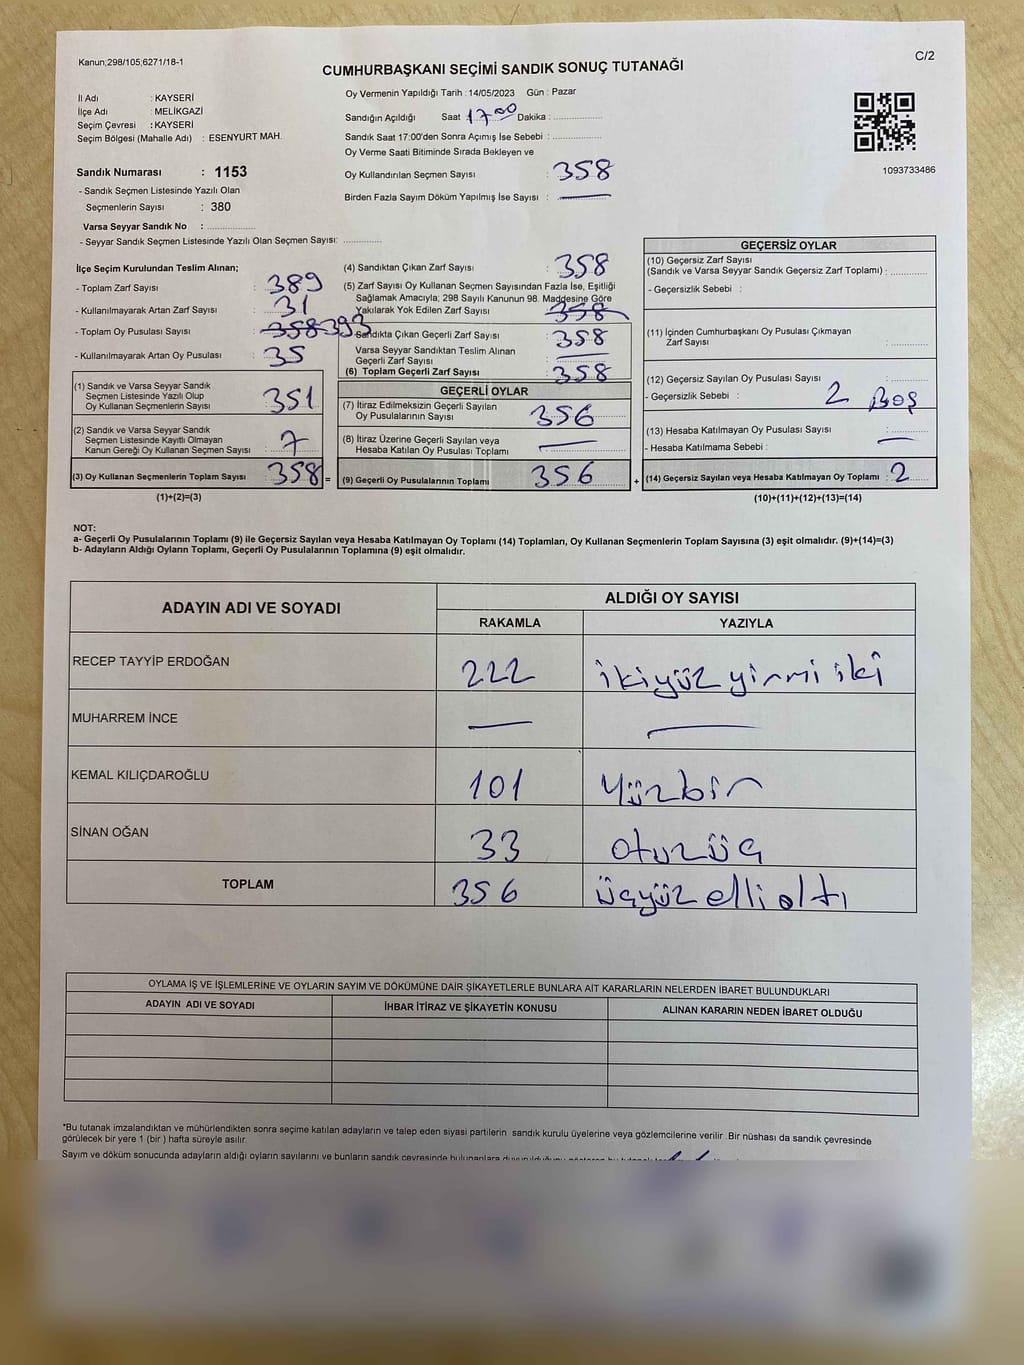 Kanun;298/105;6271/18-1
C/2
CUMHURBAŞKANI SEÇİMİ SANDIK SONUÇ TUTANAĞI
İl Adı : KAYSERİ
İlçe Adı : MELİKGAZİ
Seçim Çevresi : KAYSERİ
Seçim Bölgesi (Mahalle Adı) : ESENYURT MAH.
Sandık Numarası : 1153
- Sandık Seçmen Listesinde Yazılı Olan
Seçmenlerin Sayısı : 380
Varsa Seyyar Sandık No :
- Seyyar Sandık Seçmen Listesinde Yazılı Olan Seçmen Sayısı:
Oy Vermenin Yapıldığı Tarih : 14/05/2023 Gün : Pazar
Sandığın Açıldığı Saat 17 00 Dakika :
Sandık Saat 17:00'den Sonra Açımış İse Sebebi :
Oy Verme Saati Bitiminde Sırada Bekleyen ve
Oy Kullandırılan Seçmen Sayısı : 358
Birden Fazla Sayım Döküm Yapılmış İse Sayısı :
1093733486
İlçe Seçim Kurulundan Teslim Alınan;
- Toplam Zarf Sayısı : 389
- Kullanılmayarak Artan Zarf Sayısı : 31
- Toplam Oy Pusulası Sayısı : 358 393
- Kullanılmayarak Artan Oy Pusulası : 35
(1) Sandık ve Varsa Seyyar Sandık
Seçmen Listesinde Yazılı Olup
Oy Kullanan Seçmenlerin Sayısı : 351
(2) Sandık ve Varsa Seyyar Sandık
Seçmen Listesinde Kayıtlı Olmayan
Kanun Gereği Oy Kullanan Seçmen Sayısı : 7
(3) Oy Kullanan Seçmenlerin Toplam Sayısı : 358 =
(1)+(2)=(3)
(4) Sandıktan Çıkan Zarf Sayısı : 358
(5) Zarf Sayısı Oy Kullanan Seçmen Sayısından Fazla İse, Eşitliği
Sağlamak Amacıyla; 298 Sayılı Kanunun 98. Maddesine Göre
Yakılarak Yok Edilen Zarf Sayısı 358
Sandıkta Çıkan Geçerli Zarf Sayısı : 358
Varsa Seyyar Sandıktan Teslim Alınan
Geçerli Zarf Sayısı :
(6) Toplam Geçerli Zarf Sayısı : 358
GEÇERLİ OYLAR
(7) İtiraz Edilmeksizin Geçerli Sayılan
Oy Pusulalarının Sayısı : 356
(8) İtiraz Üzerine Geçerli Sayılan veya
Hesaba Katılan Oy Pusulası Toplamı :
(9) Geçerli Oy Pusulalarının Toplamı : 356 +
GEÇERSİZ OYLAR
(10) Geçersiz Zarf Sayısı
(Sandık ve Varsa Seyyar Sandık Geçersiz Zarf Toplamı) :
- Geçersizlik Sebebi :
(11) İçinden Cumhurbaşkanı Oy Pusulası Çıkmayan
Zarf Sayısı :
(12) Geçersiz Sayılan Oy Pusulası Sayısı :
- Geçersizlik Sebebi : 2 Boş
(13) Hesaba Katılmayan Oy Pusulası Sayısı :
- Hesaba Katılmama Sebebi :
(14) Geçersiz Sayılan veya Hesaba Katılmayan Oy Toplamı : 2
(10)+(11)+(12)+(13)=(14)
NOT:
a- Geçerli Oy Pusulalarının Toplamı (9) ile Geçersiz Sayılan veya Hesaba Katılmayan Oy Toplamı (14) Toplamları, Oy Kullanan Seçmenlerin Toplam Sayısına (3) eşit olmalıdır. (9)+(14)=(3)
b- Adayların Aldığı Oyların Toplamı, Geçerli Oy Pusulalarının Toplamına (9) eşit olmalıdır.
ADAYIN ADI VE SOYADI
ALDIĞI OY SAYISI
RAKAMLA YAZIYLA
RECEP TAYYİP ERDOĞAN 222 ikiyüz yirmi iki
MUHARREM İNCE
KEMAL KILIÇDAROĞLU 101 Yüzbir
SİNAN OĞAN 33 otuzüç
TOPLAM 356 üçyüz elli altı
OYLAMA İŞ VE İŞLEMLERİNE VE OYLARIN SAYIM VE DÖKÜMÜNE DAİR ŞİKAYETLERLE BUNLARA AİT KARARLARIN NELERDEN İBARET BULUNDUKLARI
ADAYIN ADI VE SOYADI İHBAR İTİRAZ VE ŞİKAYETİN KONUSU ALINAN KARARIN NEDEN İBARET OLDUĞU
*Bu tutanak imzalandıktan ve mühürlendikten sonra seçime katılan adayların ve talep eden siyasi partilerin sandık kurulu üyelerine veya gözlemcilerine verilir. Bir nüshası da sandık çevresinde
görülecek bir yere 1 (bir ) hafta süreyle asılır.
Sayım ve döküm sonucunda adayların aldığı oyların sayılarını ve bunların sandık çevresinde bulunanlara